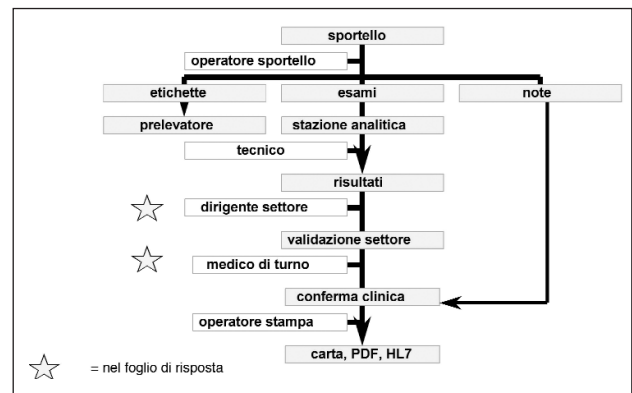 sportello
operatore sportello
etichette esami note
prelevatore stazione analitica
tecnico
risultati
dirigente settore
validazione settore
medico di turno
conferma clinica
operatore stampa
carta, PDF, HL7
= nel foglio di risposta